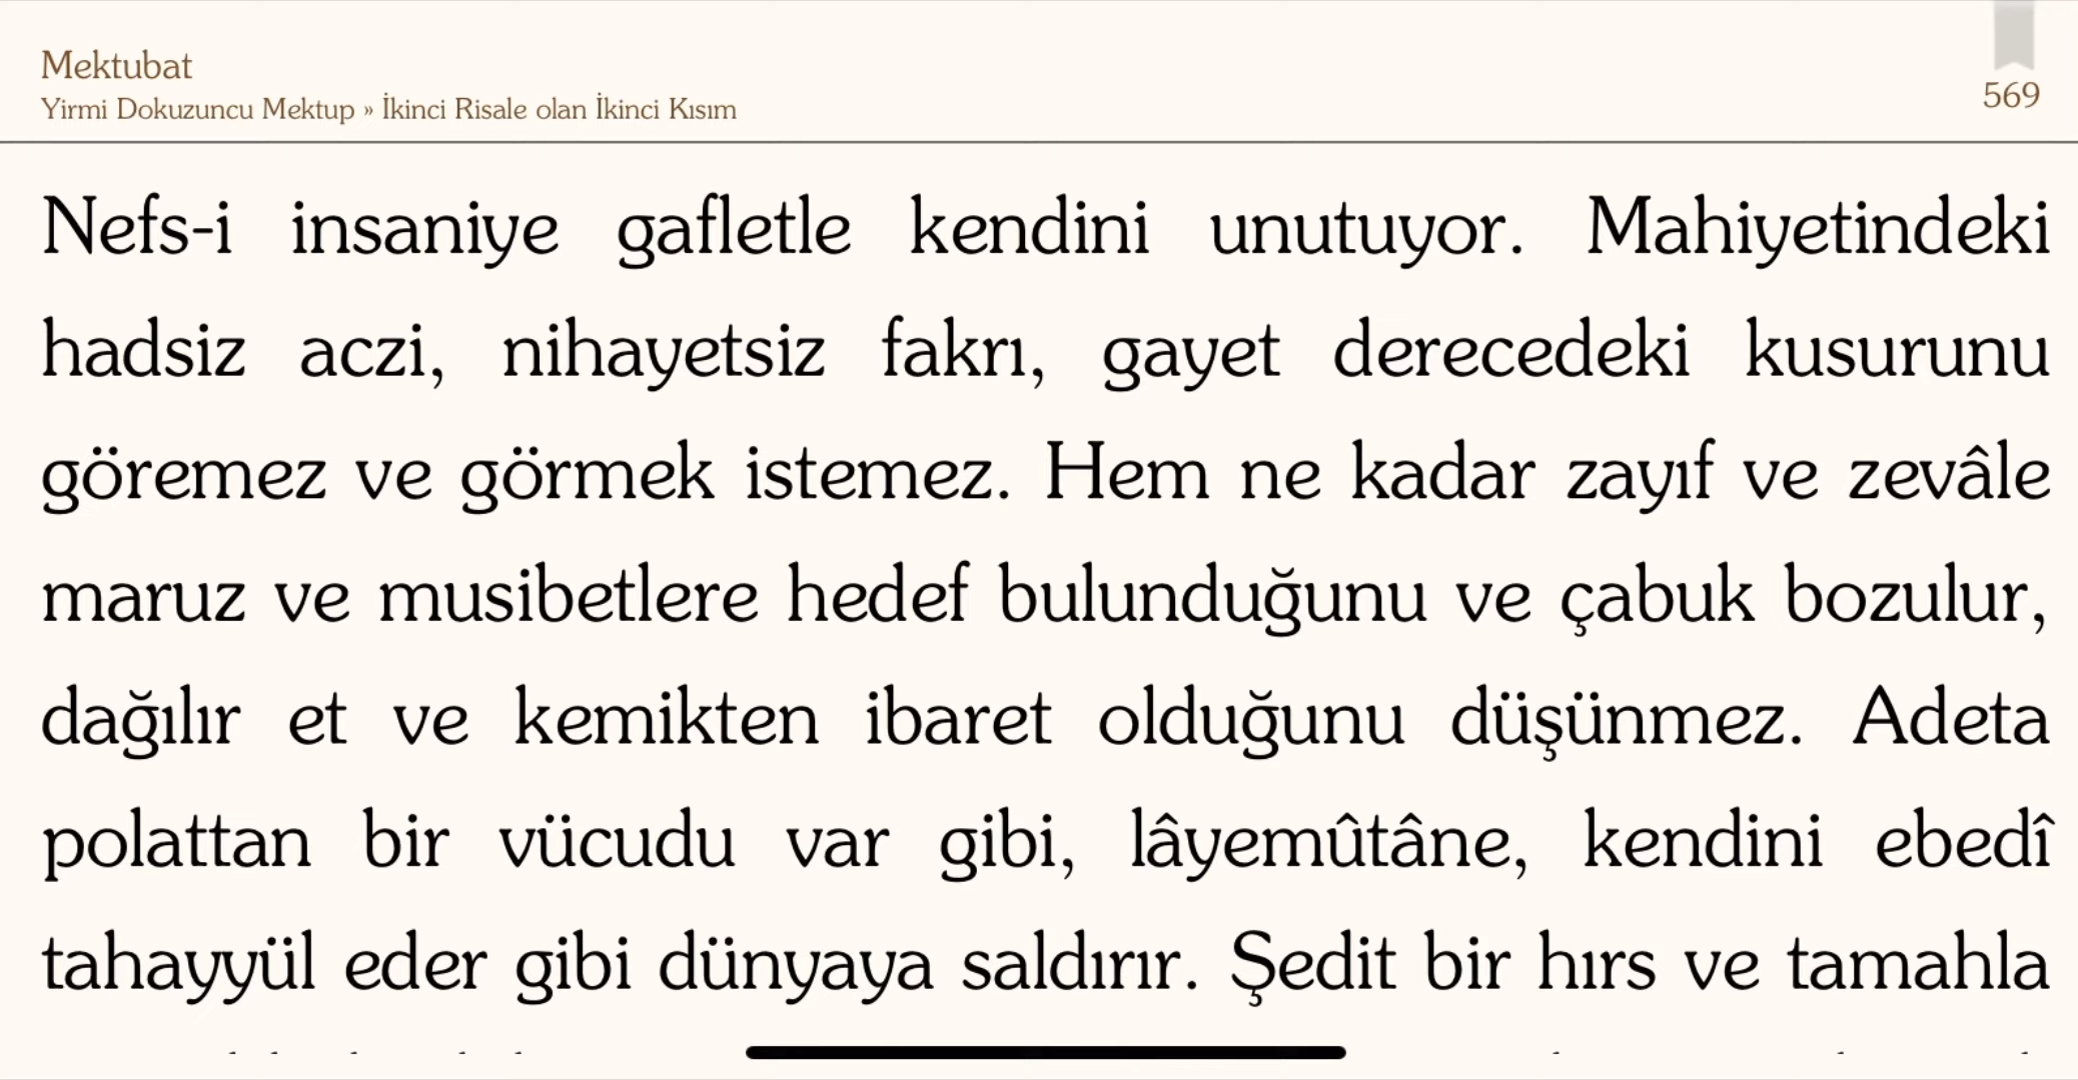 Mektubat
Yirmi Dokuzuncu Mektup » İkinci Risale olan İkinci Kısım
569
Nefs-i insaniye gafletle kendini unutuyor. Mahiyetindeki
hadsiz aczi, nihayetsiz fakrı, gayet derecedeki kusurunu
göremez ve görmek istemez. Hem ne kadar zayıf ve zevâle
maruz ve musibetlere hedef bulunduğunu ve çabuk bozulur,
dağılır et ve kemikten ibaret olduğunu düşünmez. Adeta
polattan bir vücudu var gibi, lâyemûtâne, kendini ebedî
tahayyül eder gibi dünyaya saldırır. Şedit bir hırs ve tamahla